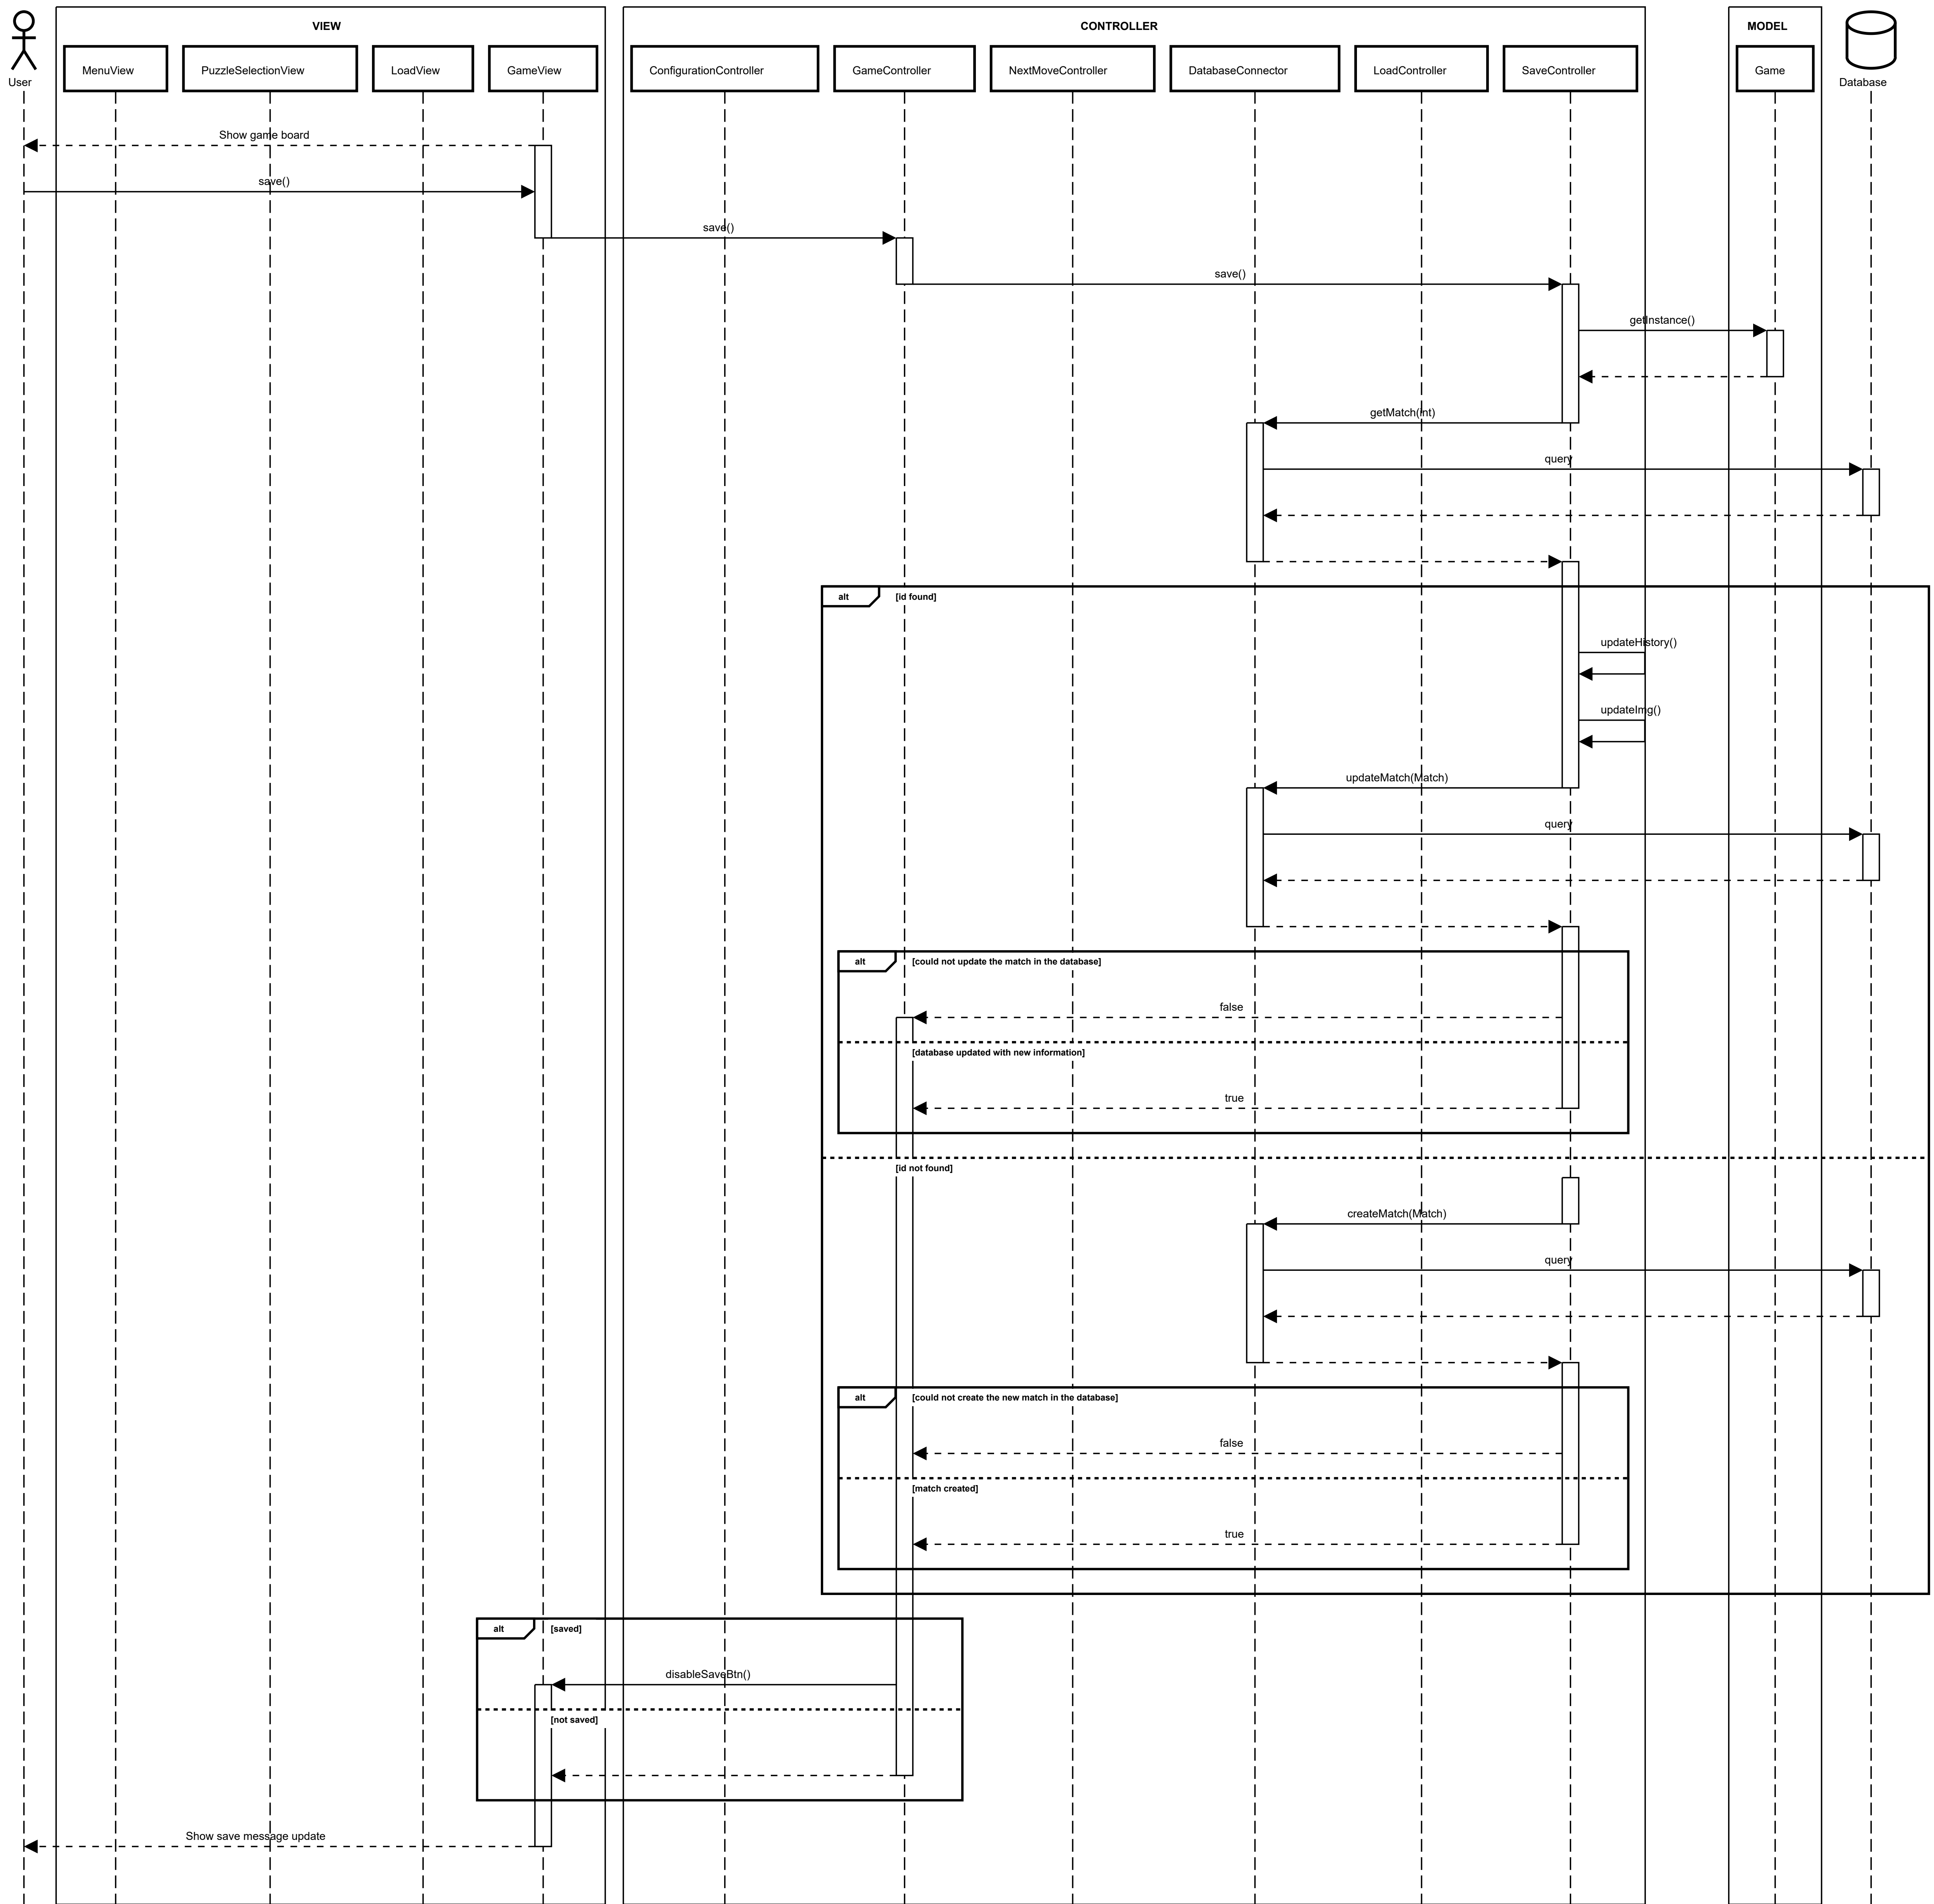 VIEW
CONTROLLER
MODEL
User
MenuView
PuzzleSelectionView
LoadView
GameView
ConfigurationController
GameController
NextMoveController
DatabaseConnector
LoadController
SaveController
Game
Database
Show game board
save()
save()
save()
getInstance()
getMatch(int)
query
alt
[id found]
updateHistory()
updateImg()
updateMatch(Match)
query
alt
[could not update the match in the database]
false
[database updated with new information]
true
[id not found]
createMatch(Match)
query
alt
[could not create the new match in the database]
false
[match created]
true
alt
[saved]
disableSaveBtn()
[not saved]
Show save message update